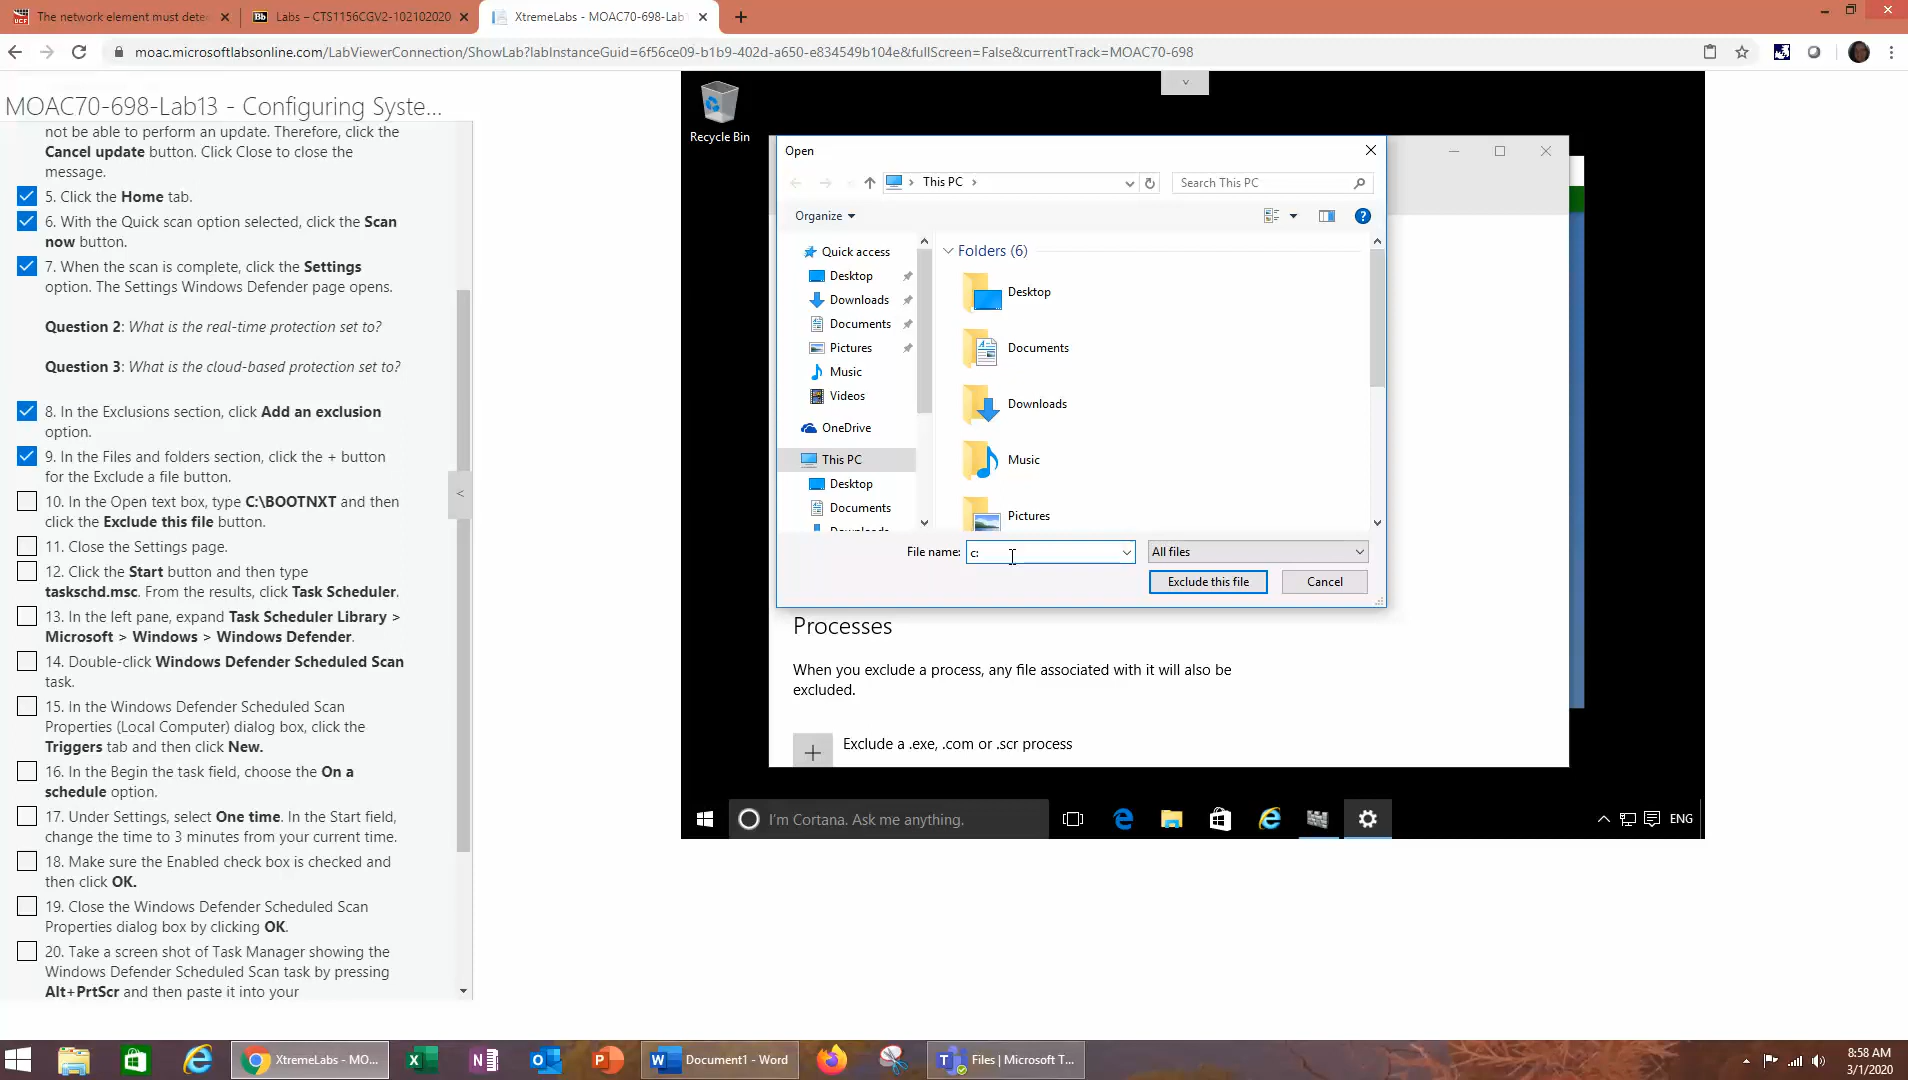 The network element must dete
Labs – CTS1156CGV2-102102020
XtremeLabs - MOAC70-698-Lab1
moac.microsoftlabsonline.com/LabViewerConnection/ShowLab?labInstanceGuid=6f56ce09-b1b9-402d-a650-e834549b104e&fullScreen=False&currentTrack=MOAC70-698
MOAC70-698-Lab13 - Configuring Syste...
not be able to perform an update. Therefore, click the
Cancel update button. Click Close to close the
message.
5. Click the Home tab.
6. With the Quick scan option selected, click the Scan
now button.
7. When the scan is complete, click the Settings
option. The Settings Windows Defender page opens.
Question 2: What is the real-time protection set to?
Question 3: What is the cloud-based protection set to?
8. In the Exclusions section, click Add an exclusion
option.
9. In the Files and folders section, click the + button
for the Exclude a file button.
10. In the Open text box, type C:\BOOTNXT and then
click the Exclude this file button.
11. Close the Settings page.
12. Click the Start button and then type
taskschd.msc. From the results, click Task Scheduler.
13. In the left pane, expand Task Scheduler Library >
Microsoft > Windows > Windows Defender.
14. Double-click Windows Defender Scheduled Scan
task.
15. In the Windows Defender Scheduled Scan
Properties (Local Computer) dialog box, click the
Triggers tab and then click New.
16. In the Begin the task field, choose the On a
schedule option.
17. Under Settings, select One time. In the Start field,
change the time to 3 minutes from your current time.
18. Make sure the Enabled check box is checked and
then click OK.
19. Close the Windows Defender Scheduled Scan
Properties dialog box by clicking OK.
20. Take a screen shot of Task Manager showing the
Windows Defender Scheduled Scan task by pressing
Alt+PrtScr and then paste it into your
<
Recycle Bin
Open
This PC
Search This PC
Organize
Quick access
Desktop
Downloads
Documents
Pictures
Music
Videos
OneDrive
This PC
Desktop
Documents
Downloads
Folders (6)
Desktop
Documents
Downloads
Music
Pictures
File name: c:
All files
Exclude this file
Cancel
Processes
When you exclude a process, any file associated with it will also be
excluded.
Exclude a .exe, .com or .scr process
I'm Cortana. Ask me anything.
ENG
XtremeLabs - MO...
Document1 - Word
Files | Microsoft T...
8:58 AM
3/1/2020